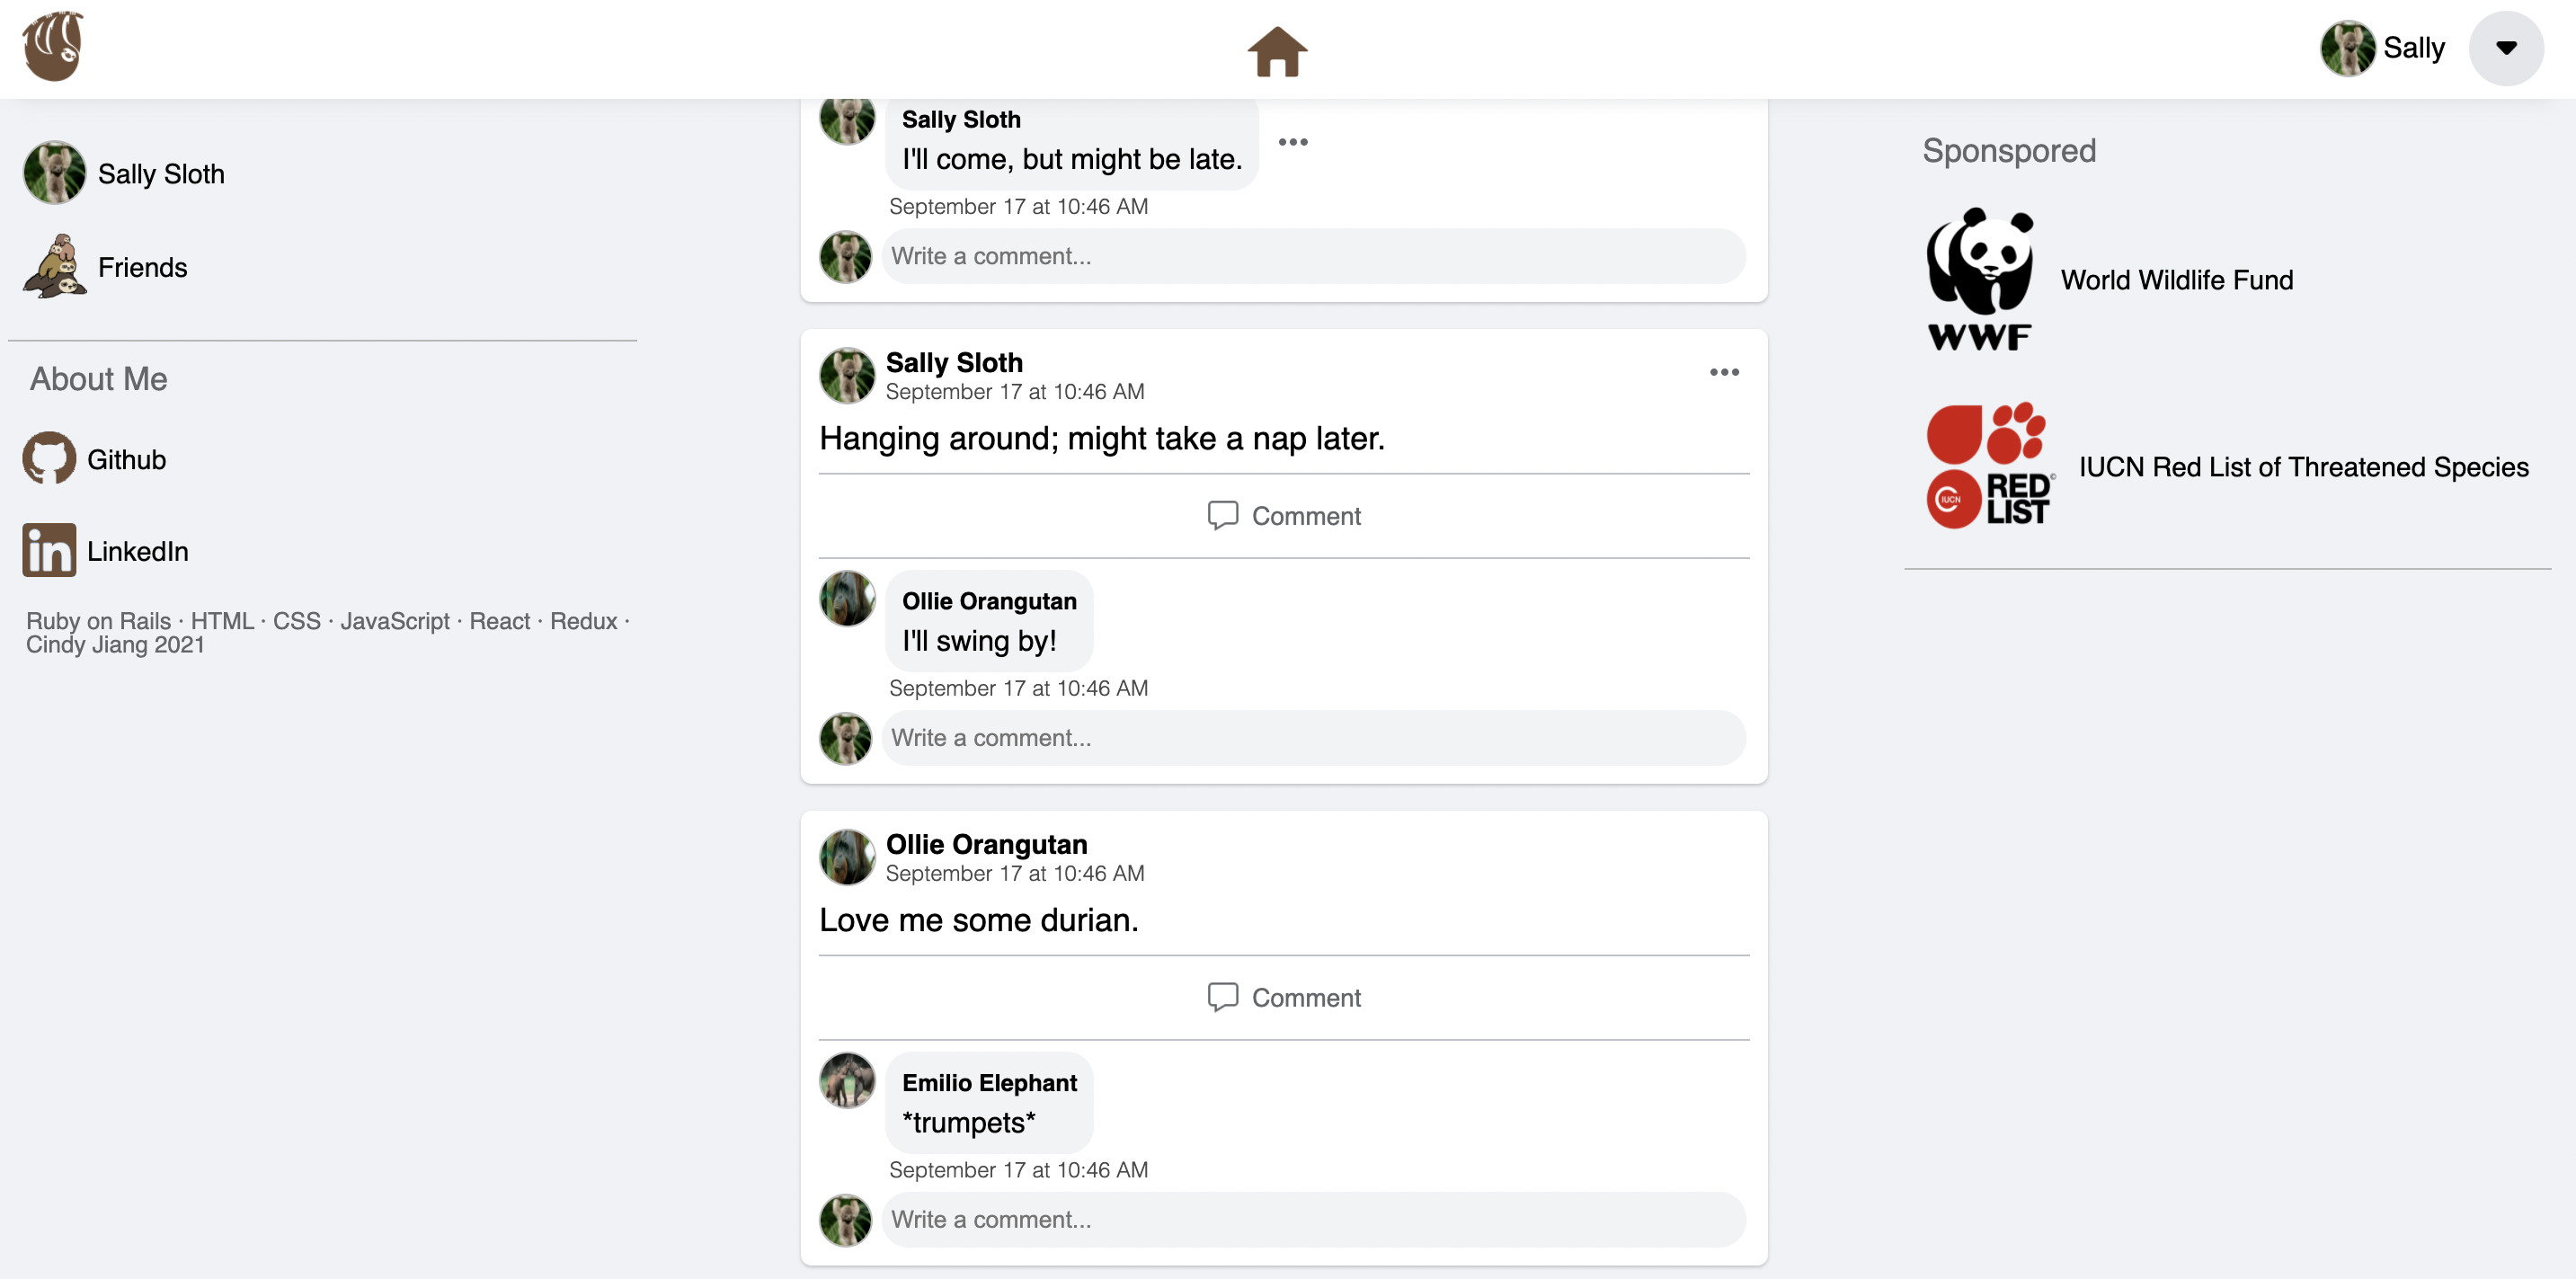 Sally
Sally Sloth
Friends
About Me
Github
LinkedIn
Ruby on Rails · HTML · CSS · JavaScript · React · Redux ·
Cindy Jiang 2021
Sally Sloth
I'll come, but might be late.
September 17 at 10:46 AM
Write a comment...
Sally Sloth
September 17 at 10:46 AM
Hanging around; might take a nap later.
Comment
Ollie Orangutan
I'll swing by!
September 17 at 10:46 AM
Write a comment...
Ollie Orangutan
September 17 at 10:46 AM
Love me some durian.
Comment
Emilio Elephant
*trumpets*
September 17 at 10:46 AM
Write a comment...
Sponspored
WWF
World Wildlife Fund
IUCN
RED
LIST
IUCN Red List of Threatened Species